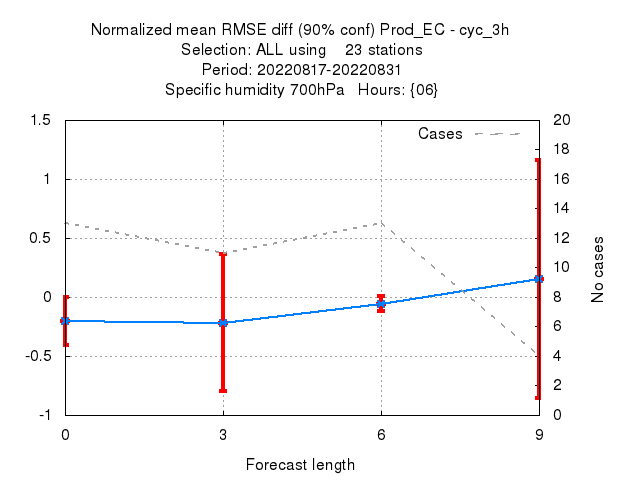 Normalized mean RMSE diff (90% conf) Prod_EC - cyc_3h
Selection: ALL using 23 stations
Period: 20220817-20220831
Specific humidity 700hPa Hours: {06}
Cases
1.5
1
0.5
0
-0.5
-1
20
18
16
14
12
10
8
6
4
2
0
No cases
0 3 6 9
Forecast length